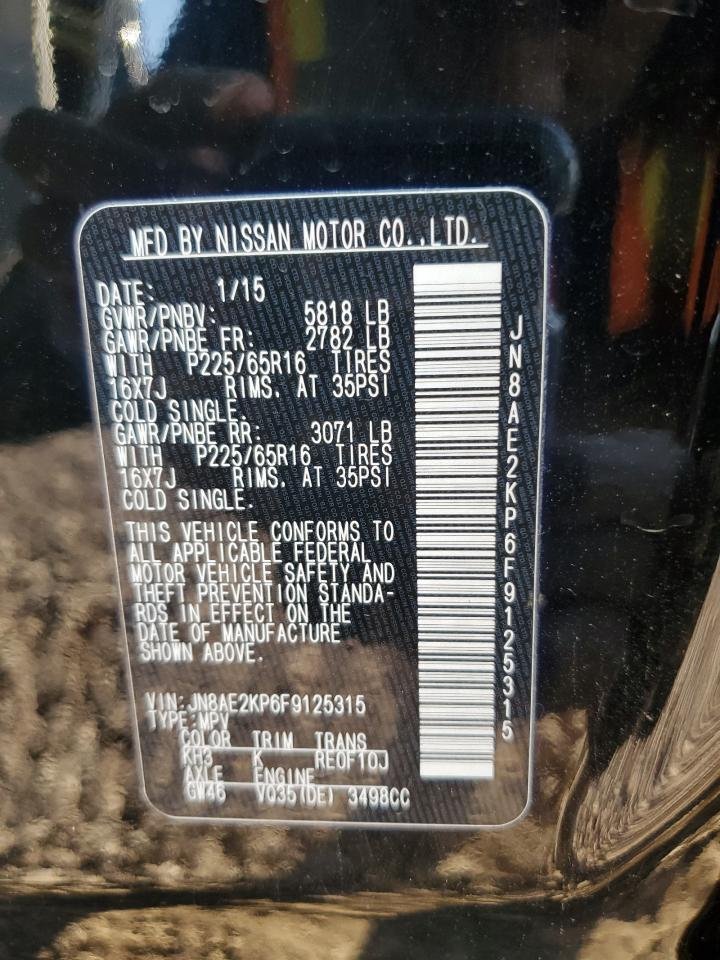 MFD BY NISSAN MOTOR CO.,LTD.
DATE: 1/15
GVWR/PNBV: 5818 LB
GAWR/PNBE FR: 2782 LB
WITH P225/65R16 TIRES
16X7J RIMS. AT 35PSI
COLD SINGLE.
GAWR/PNBE RR: 3071 LB
WITH P225/65R16 TIRES
16X7J RIMS. AT 35PSI
COLD SINGLE.
THIS VEHICLE CONFORMS TO
ALL APPLICABLE FEDERAL
MOTOR VEHICLE SAFETY AND
THEFT PREVENTION STANDA-
RDS IN EFFECT ON THE
DATE OF MANUFACTURE
SHOWN ABOVE.
VIN:JN8AE2KP6F9125315
TYPE:MPV
COLOR TRIM TRANS
KH3 K RE0F10J
AXLE ENGINE
GW46 VQ35(DE) 3498CC
JN8AE2KP6F9125315